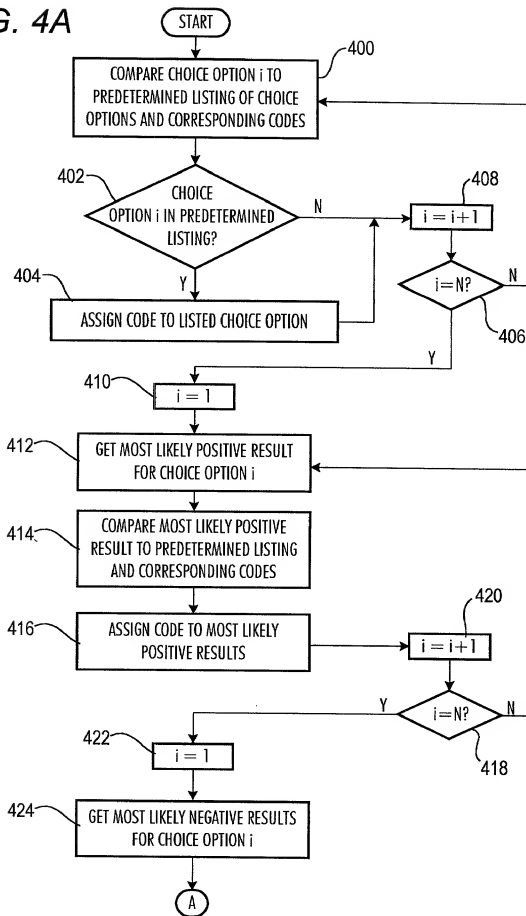 G. 4A
START
400
COMPARE CHOICE OPTION i TO
PREDETERMINED LISTING OF CHOICE
OPTIONS AND CORRESPONDING CODES
402
CHOICE
OPTION i IN PREDETERMINED
LISTING?
N
408
i = i+1
Y
404
ASSIGN CODE TO LISTED CHOICE OPTION
i=N?
N
406
Y
410
i = 1
412
GET MOST LIKELY POSITIVE RESULT
FOR CHOICE OPTION i
414
COMPARE MOST LIKELY POSITIVE
RESULT TO PREDETERMINED LISTING
AND CORRESPONDING CODES
416
ASSIGN CODE TO MOST LIKELY
POSITIVE RESULTS
420
i = i+1
Y
i=N?
N
418
422
i = 1
424
GET MOST LIKELY NEGATIVE RESULTS
FOR CHOICE OPTION i
A